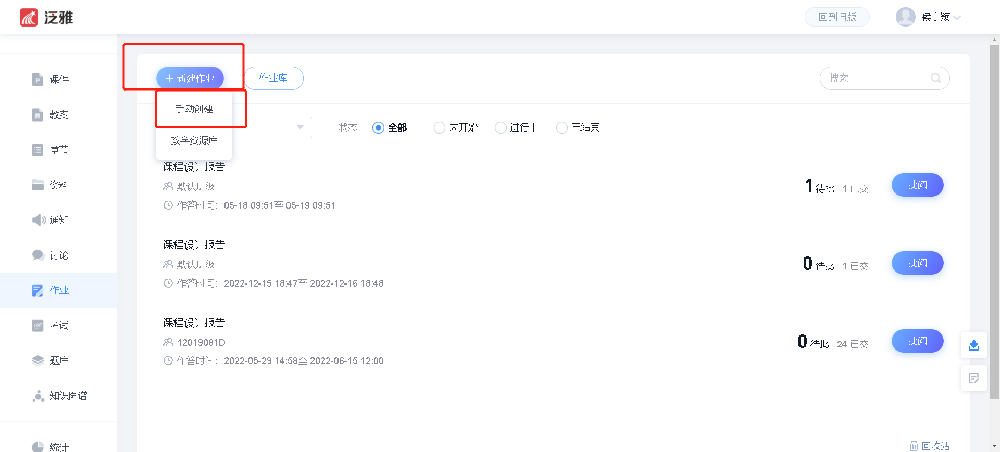 泛雅
回到旧版
侯宇颖
课件
教案
章节
资料
通知
讨论
作业
考试
题库
知识图谱
统计
+ 新建作业
作业库
搜索
手动创建
教学资源库
状态
全部
未开始
进行中
已结束
课程设计报告
默认班级
作答时间：05-18 09:51至 05-19 09:51
1 待批 1 已交
批阅
课程设计报告
默认班级
作答时间：2022-12-15 18:47至 2022-12-16 18:48
0 待批 1 已交
批阅
课程设计报告
12019081D
作答时间：2022-05-29 14:58至 2022-06-15 12:00
0 待批 24 已交
批阅
回收站